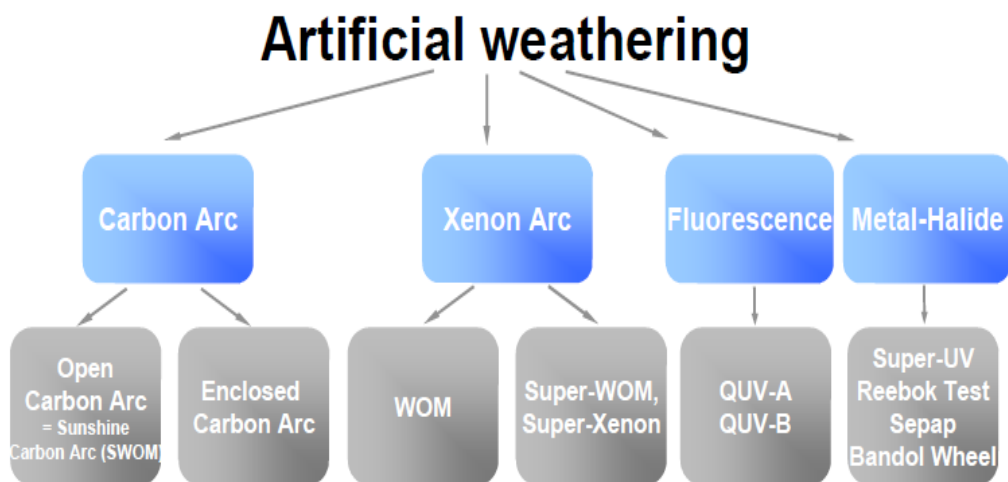 Artificial weathering
Carbon Arc
Xenon Arc
Fluorescence
Metal-Halide
Open
Carbon Arc
= Sunshine
Carbon Arc (SWOM)
Enclosed
Carbon Arc
WOM
Super-WOM,
Super-Xenon
QUV-A
QUV-B
Super-UV
Reebok Test
Sepap
Bandol Wheel